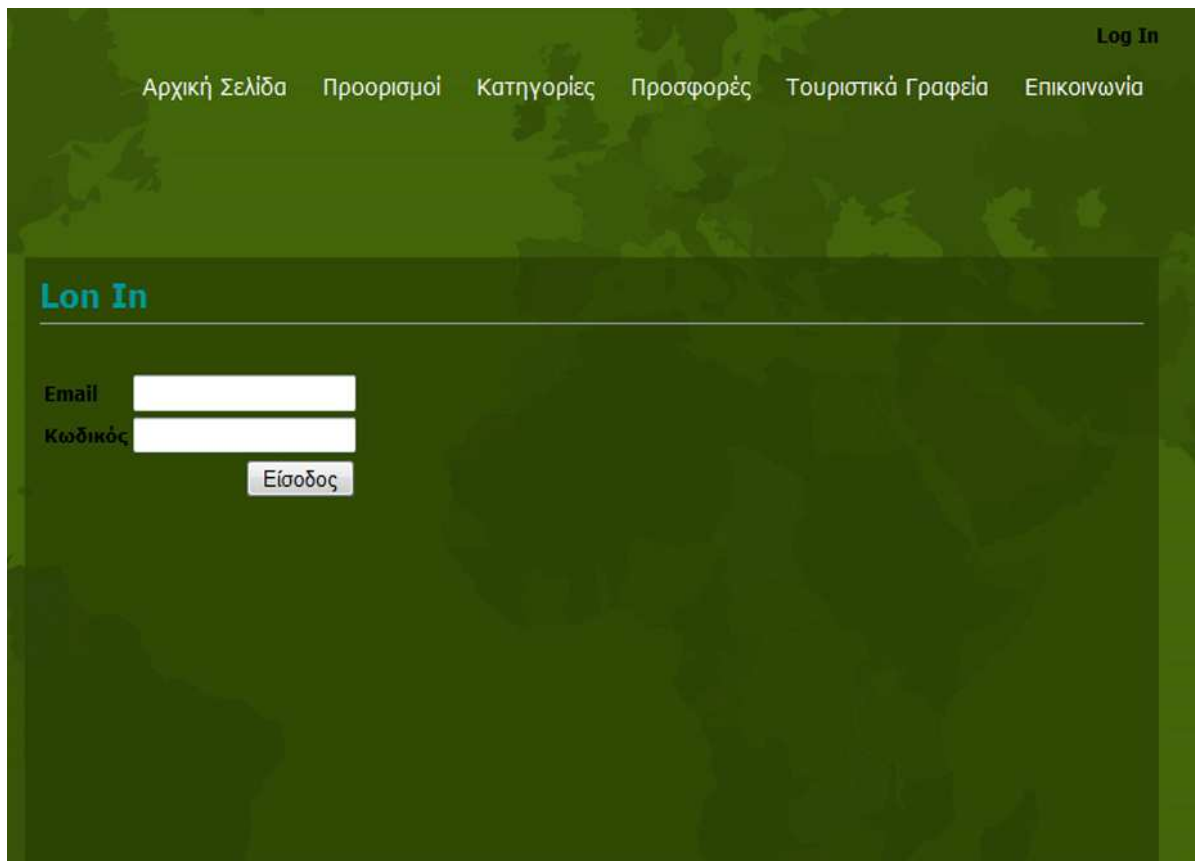 Log In
Αρχική Σελίδα Προορισμοί Κατηγορίες Προσφορές Τουριστικά Γραφεία Επικοινωνία
Lon In
Email
Κωδικός
Είσοδος